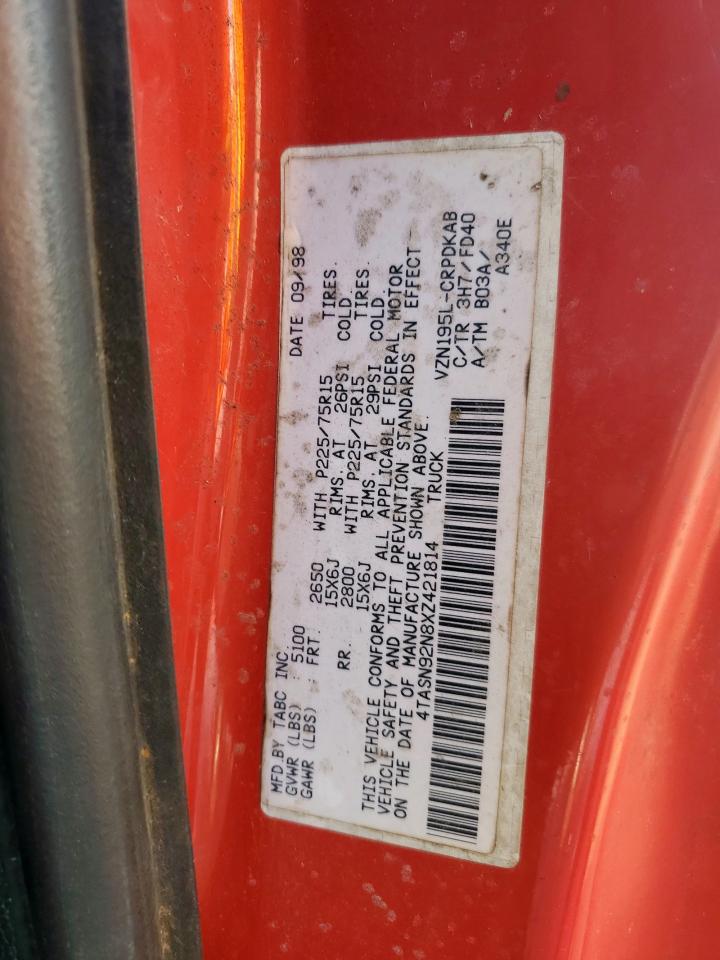 MFD.BY TABC INC. DATE 09/98
GVWR (LBS) : 5100
GAWR (LBS) FRT. 2650 WITH P225/75R15 TIRES
15X6J RIMS, AT 26PSI COLD
RR. 2800 WITH P225/75R15 TIRES
15X6J RIMS, AT 29PSI COLD.
THIS VEHICLE CONFORMS TO ALL APPLICABLE FEDERAL MOTOR
VEHICLE SAFETY AND THEFT PREVENTION STANDARDS IN EFFECT
ON THE DATE OF MANUFACTURE SHOWN ABOVE.
4TASN92N8XZ421814 TRUCK
VZN195L-CRPDKAB
C/TR 3H7/FD40
A/TM B03A/
A340E